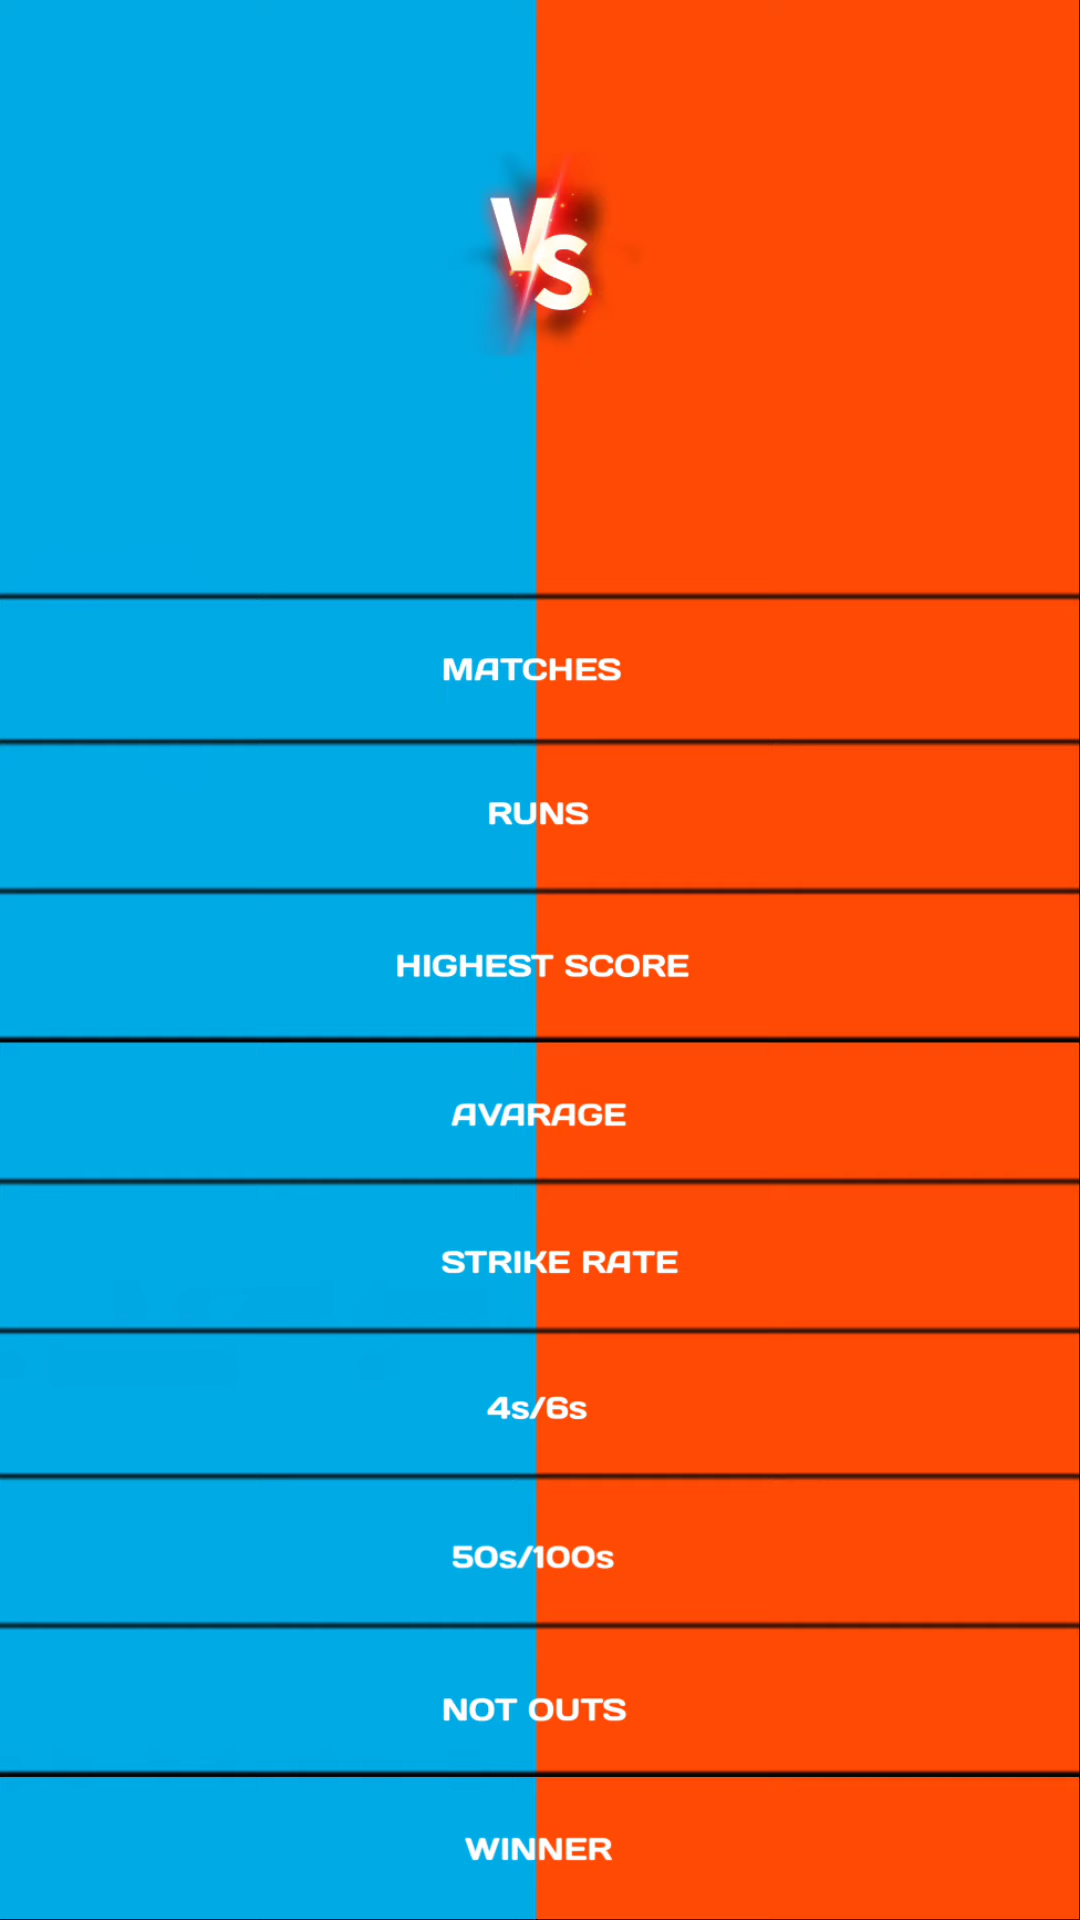 VS
MATCHES
RUNS
HIGHEST SCORE
AVARAGE
STRIKE RATE
4s/6s
50s/100s
NOT OUTS
WINNER